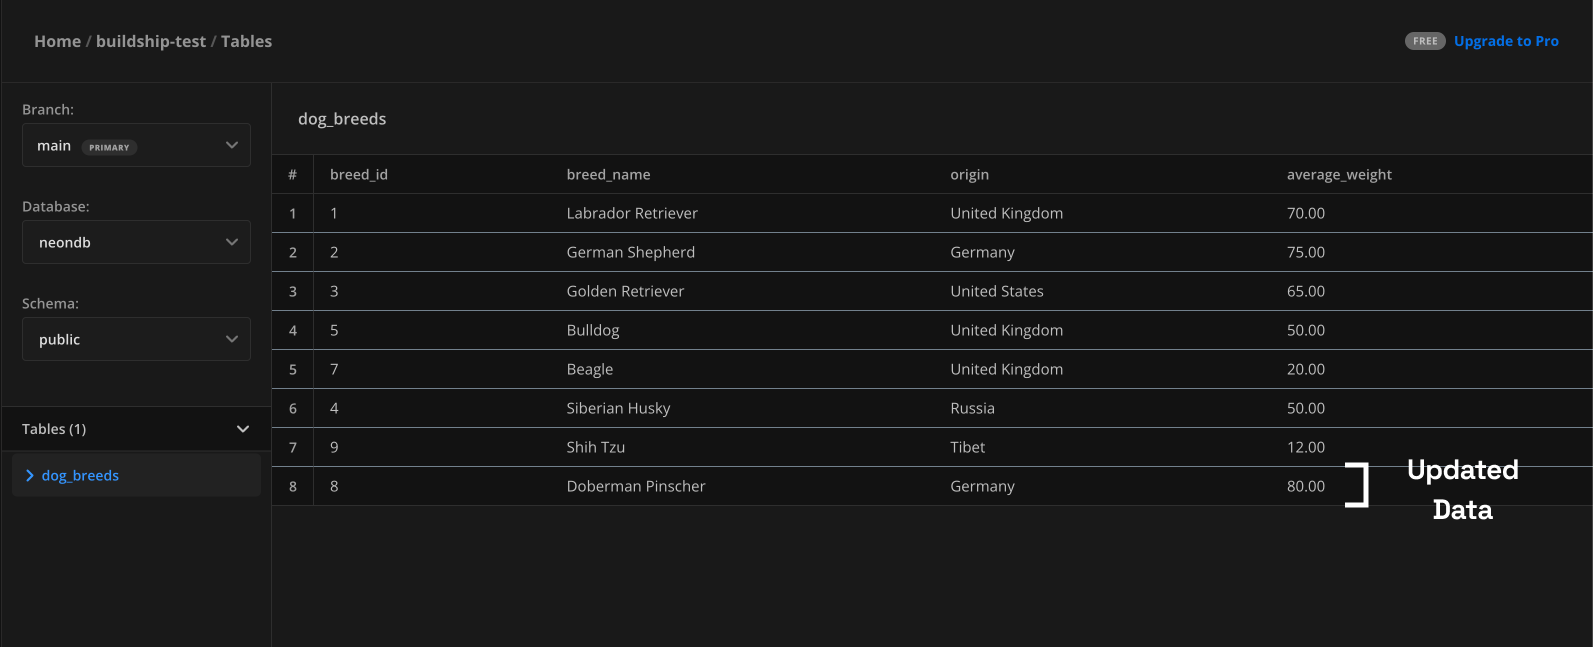 Home / buildship-test / Tables
FREE Upgrade to Pro
Branch:
main PRIMARY
Database:
neondb
Schema:
public
Tables (1)
dog_breeds
dog_breeds
# breed_id breed_name origin average_weight
1 1 Labrador Retriever United Kingdom 70.00
2 2 German Shepherd Germany 75.00
3 3 Golden Retriever United States 65.00
4 5 Bulldog United Kingdom 50.00
5 7 Beagle United Kingdom 20.00
6 4 Siberian Husky Russia 50.00
7 9 Shih Tzu Tibet 12.00
8 8 Doberman Pinscher Germany 80.00
Updated
Data